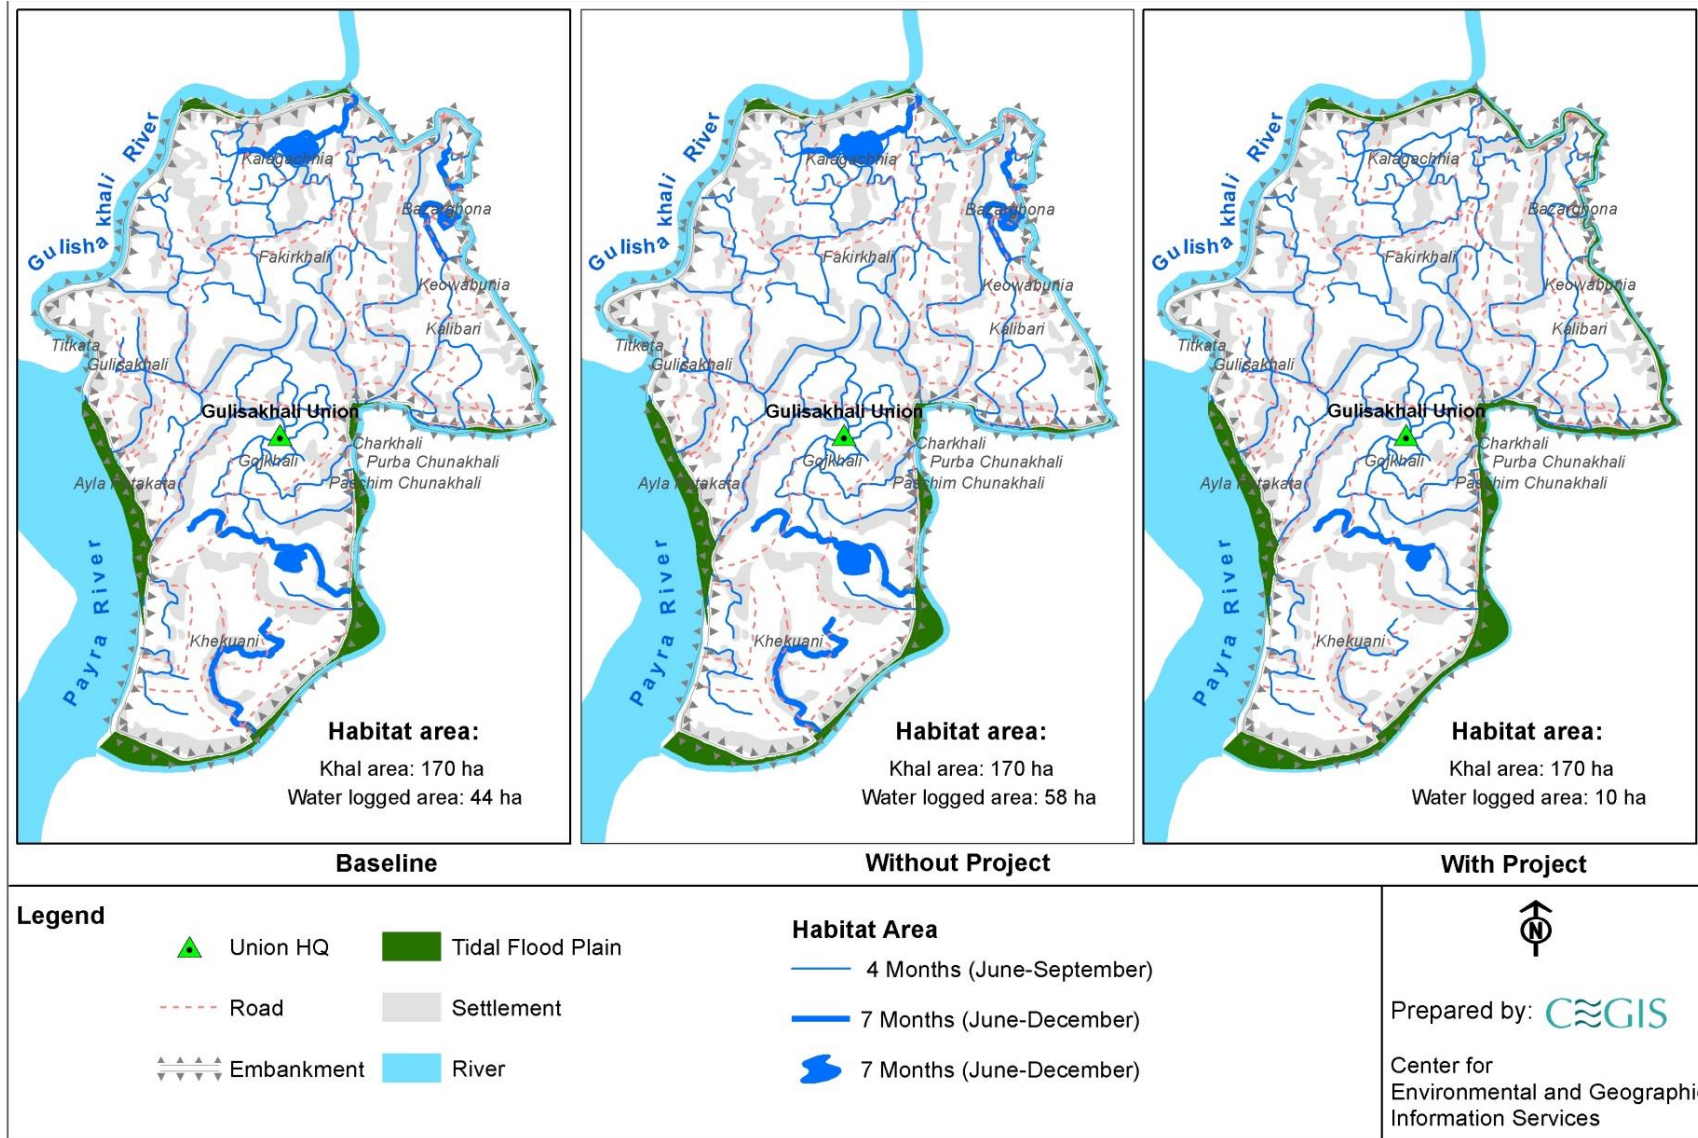 Gulisha khali River
Kalagachhia
Bazarghona
Fakirkhali
Keowabunia
Kalibari
Titkata
Gulisakhali
Gulisakhali Union
Charkhali
Gojkhali
Purba Chunakhali
Paschim Chunakhali
Payra River
Khekuani
Habitat area:
Khal area: 170 ha
Water logged area: 44 ha
Baseline
Gulisha khali River
Kalagachhia
Bazarghona
Fakirkhali
Keowabunia
Kalibari
Titkata
Gulisakhali
Gulisakhali Union
Charkhali
Gojkhali
Purba Chunakhali
Paschim Chunakhali
Payra River
Khekuani
Habitat area:
Khal area: 170 ha
Water logged area: 58 ha
Without Project
Gulisha khali River
Kalagachhia
Bazarghona
Fakirkhali
Keowabunia
Kalibari
Titkata
Gulisakhali
Gulisakhali Union
Charkhali
Gojkhali
Purba Chunakhali
Paschim Chunakhali
Payra River
Khekuani
Habitat area:
Khal area: 170 ha
Water logged area: 10 ha
With Project
Legend
Union HQ
Road
Embankment
Tidal Flood Plain
Settlement
River
Habitat Area
4 Months (June-September)
7 Months (June-December)
7 Months (June-December)
N
Prepared by: CEGIS
Center for
Environmental and Geographi
Information Services